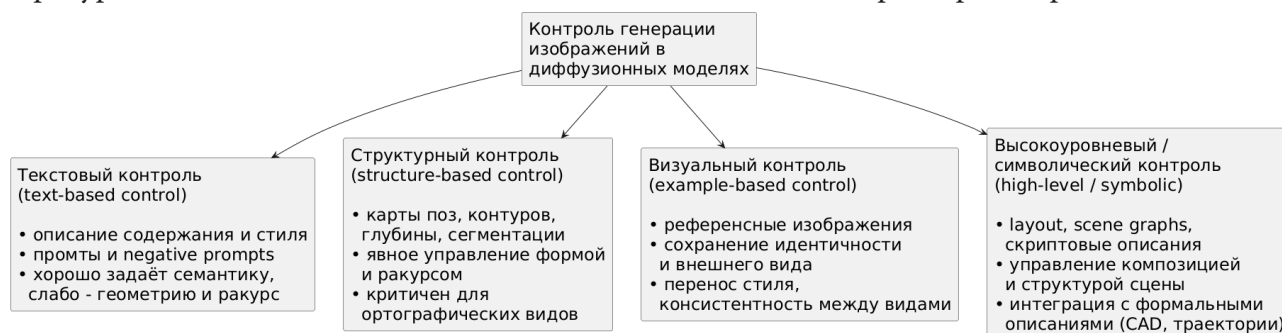 Контроль генерации
изображений в
диффузионных моделях
Текстовый контроль
(text-based control)
• описание содержания и стиля
• промты и negative prompts
• хорошо задаёт семантику,
слабо - геометрию и ракурс
Структурный контроль
(structure-based control)
• карты поз, контуров,
глубины, сегментации
• явное управление формой
и ракурсом
• критичен для
ортографических видов
Визуальный контроль
(example-based control)
• референсные изображения
• сохранение идентичности
и внешнего вида
• перенос стиля,
консистентность между видами
Высокоуровневый /
символический контроль
(high-level / symbolic)
• layout, scene graphs,
скриптовые описания
• управление композицией
и структурой сцены
• интеграция с формальными
описаниями (CAD, траектории)